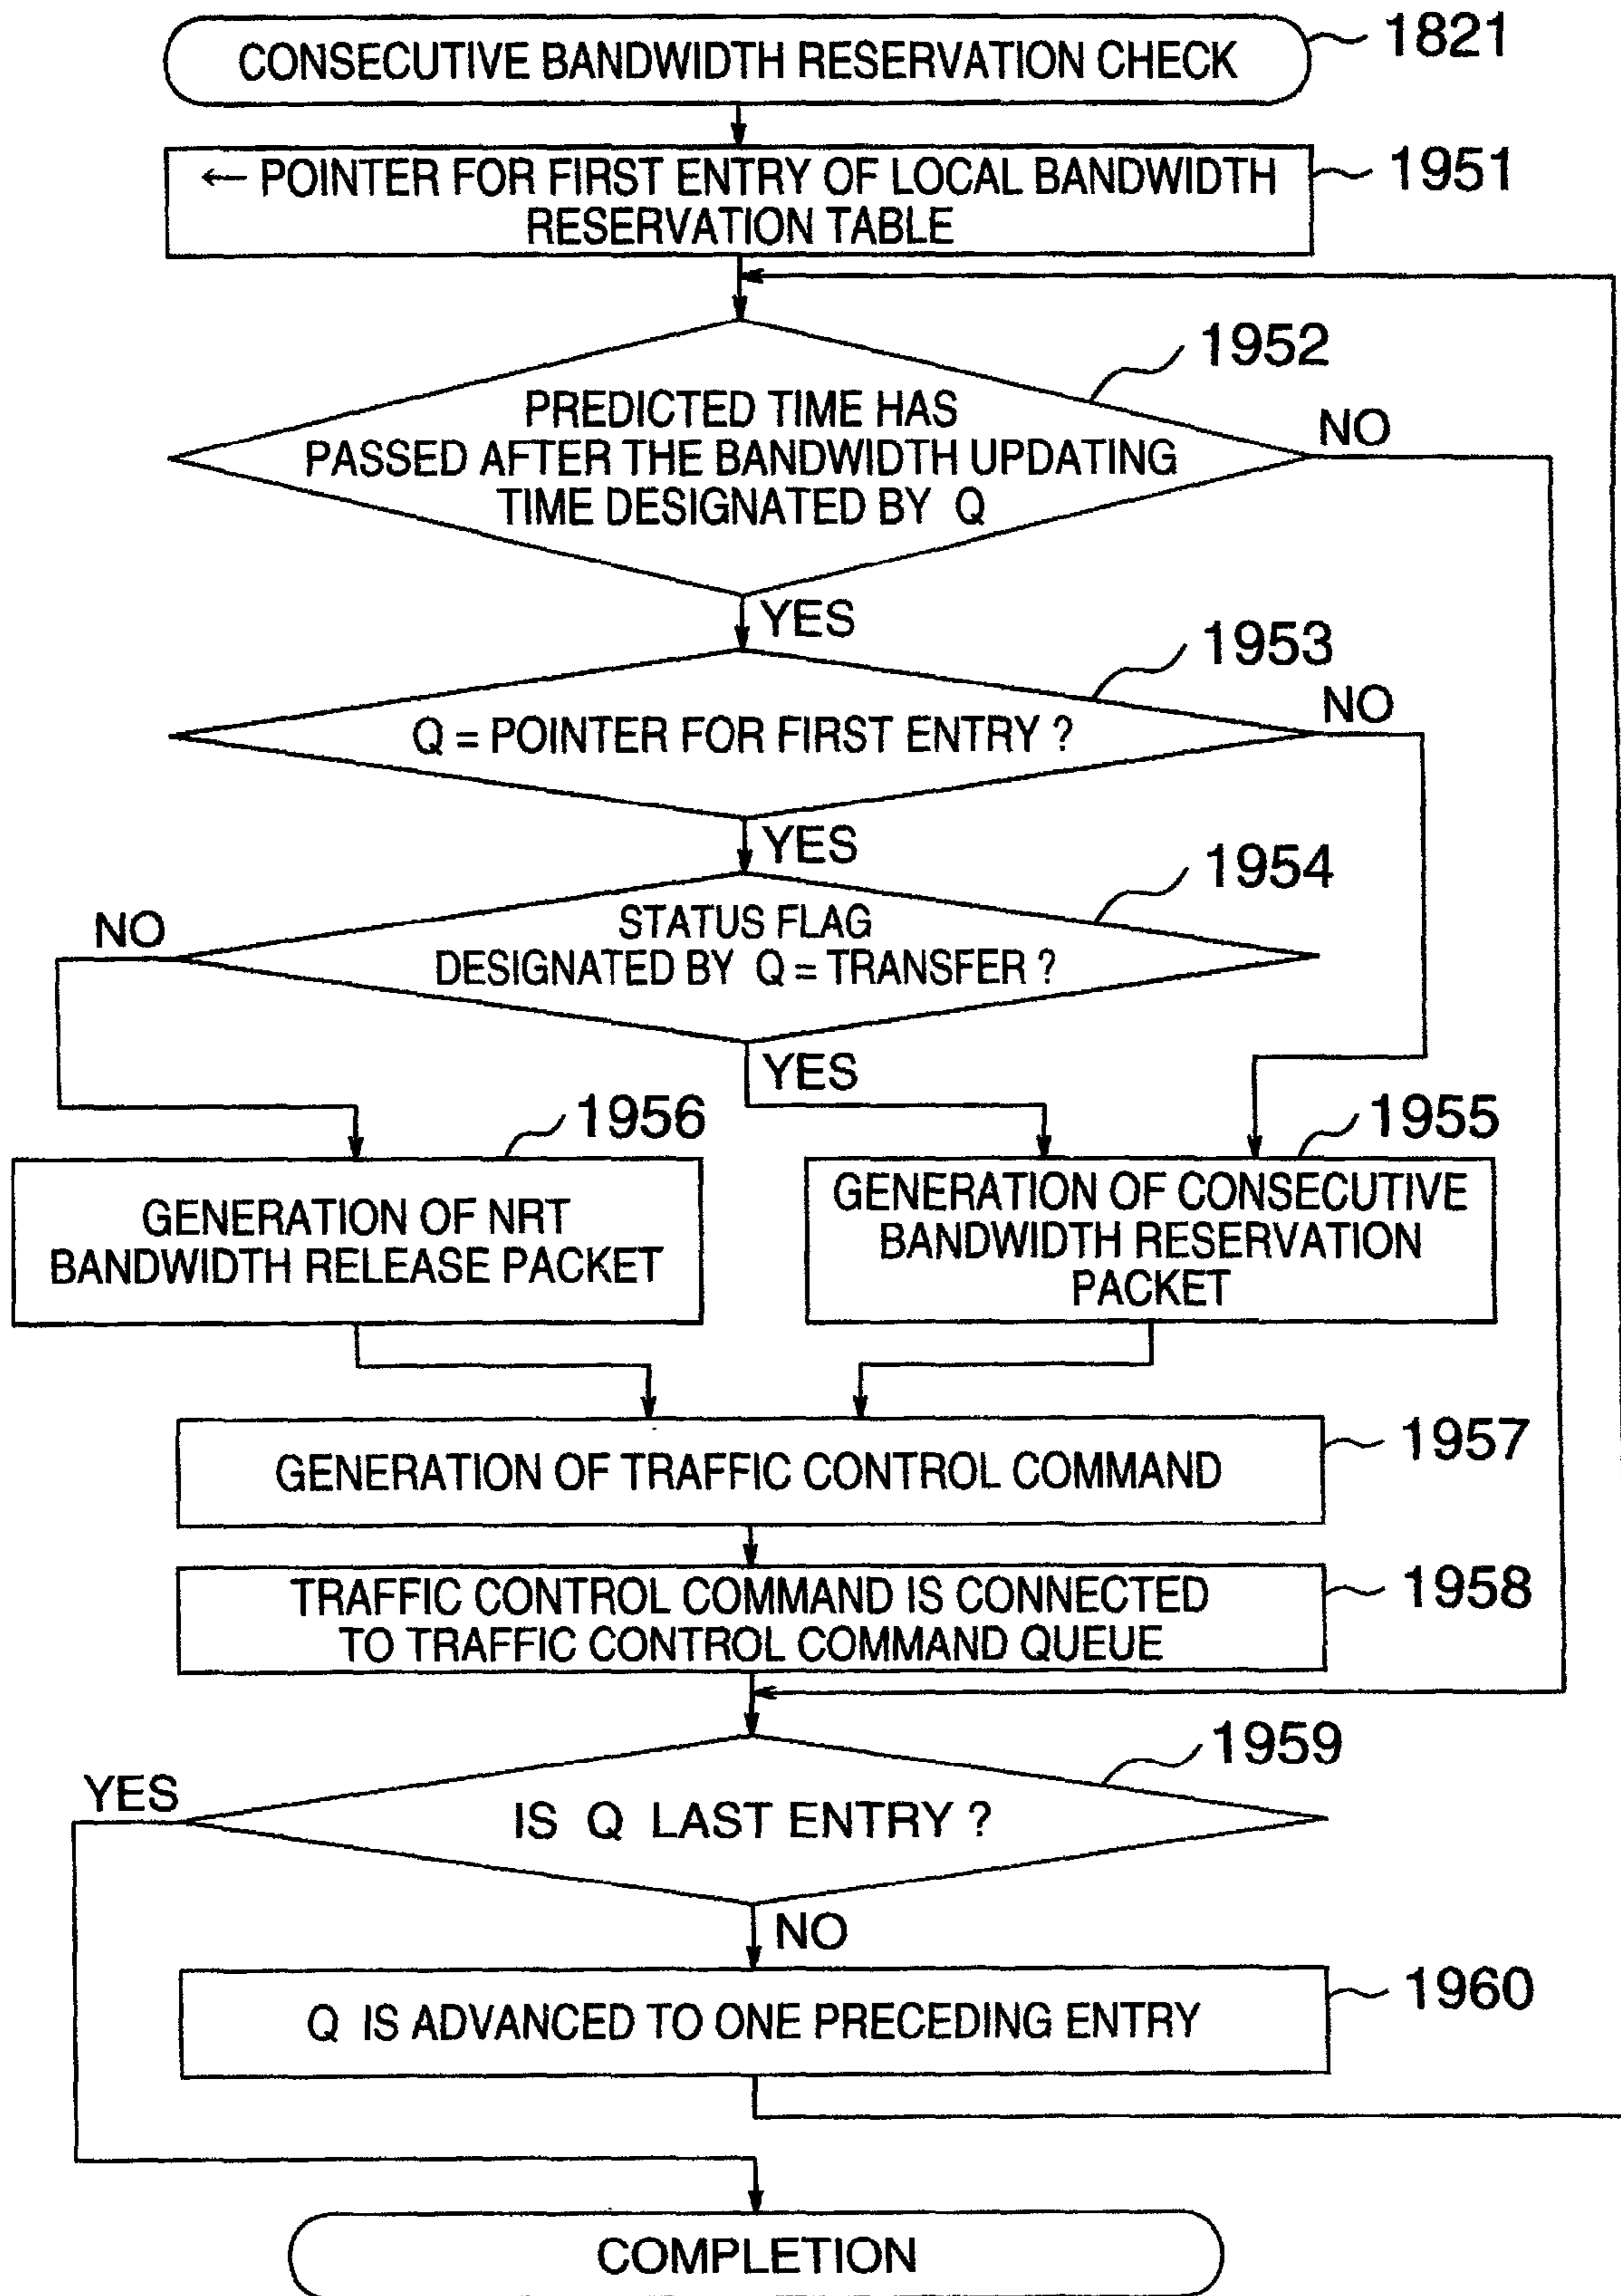 CONSECUTIVE BANDWIDTH RESERVATION CHECK
1821
← POINTER FOR FIRST ENTRY OF LOCAL BANDWIDTH
RESERVATION TABLE
1951
1952
PREDICTED TIME HAS
PASSED AFTER THE BANDWIDTH UPDATING
TIME DESIGNATED BY Q
NO
YES
1953
Q = POINTER FOR FIRST ENTRY ?
NO
YES
1954
STATUS FLAG
DESIGNATED BY Q = TRANSFER ?
NO
YES
1956
1955
GENERATION OF NRT
BANDWIDTH RELEASE PACKET
GENERATION OF CONSECUTIVE
BANDWIDTH RESERVATION
PACKET
GENERATION OF TRAFFIC CONTROL COMMAND
1957
TRAFFIC CONTROL COMMAND IS CONNECTED
TO TRAFFIC CONTROL COMMAND QUEUE
1958
1959
YES
IS Q LAST ENTRY ?
NO
Q IS ADVANCED TO ONE PRECEDING ENTRY
1960
COMPLETION